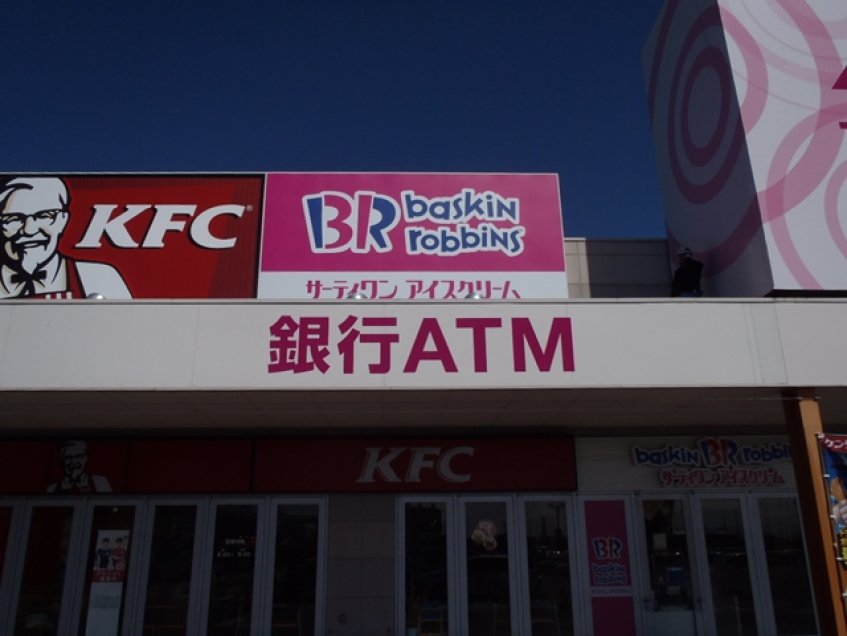 KFC
baskin
BR
robbins
サーティワン アイスクリーム
銀行ATM
KFC
baskin BR robbins
サーティワン アイスクリーム
BR
baskin
robbins